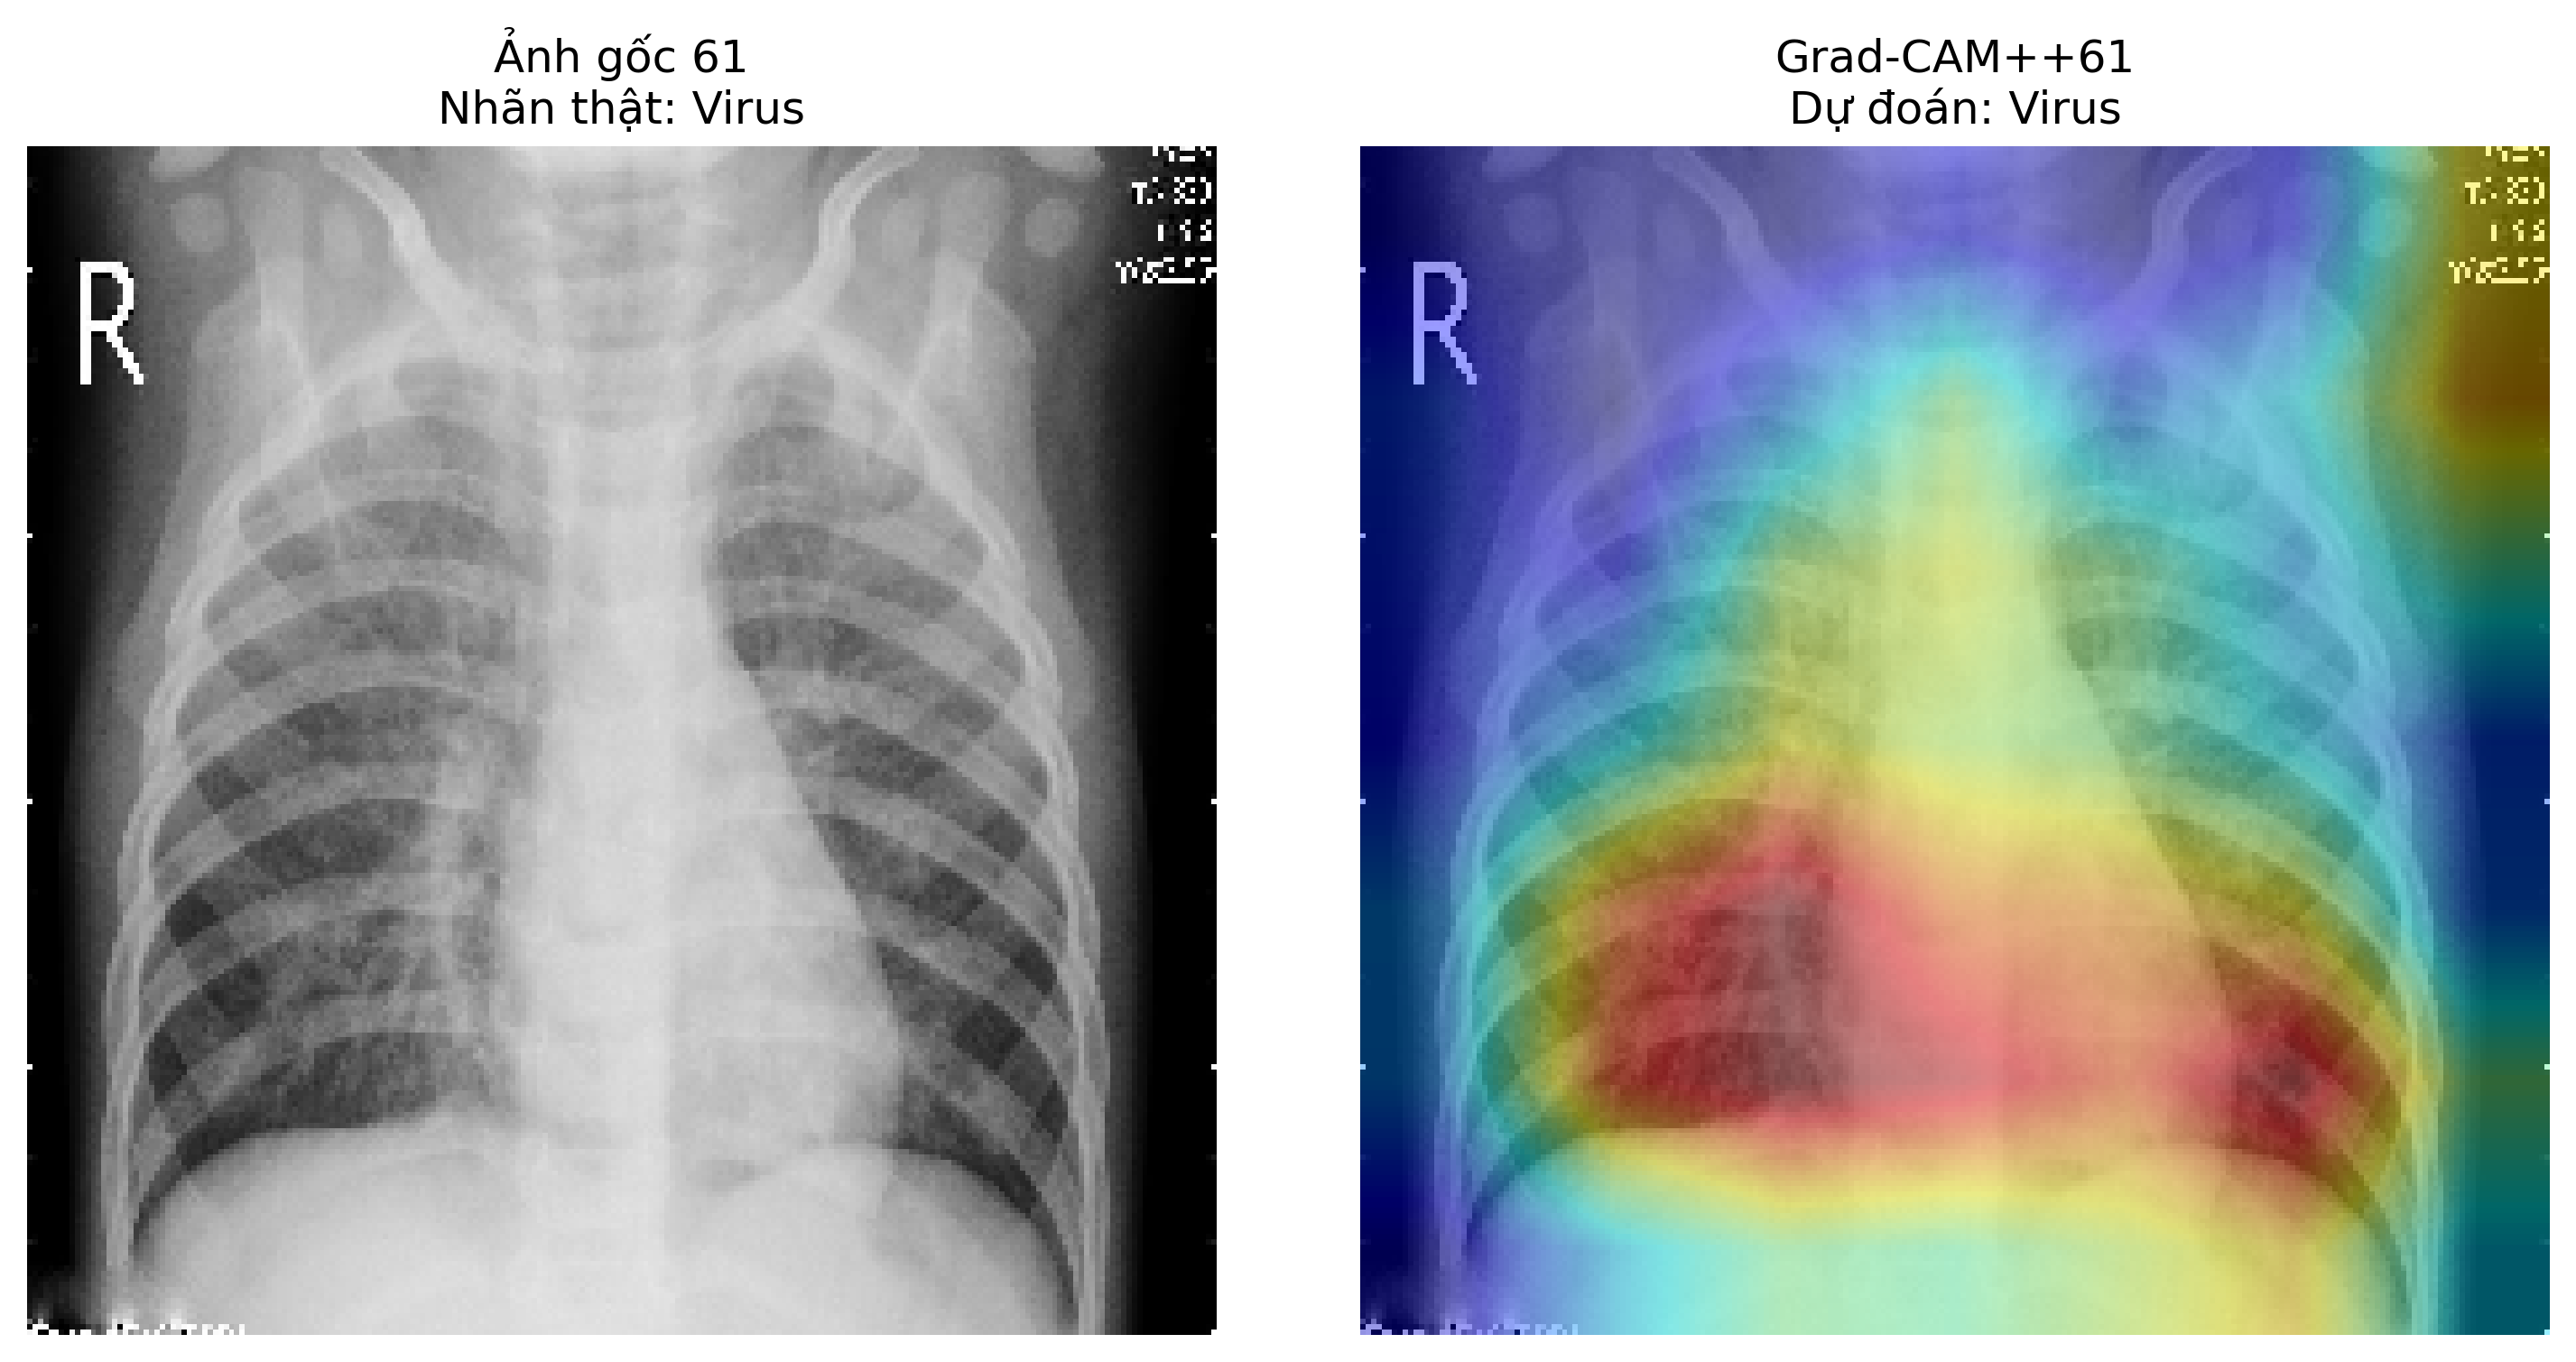 Ảnh gốc 61
Nhãn thật: Virus
R
Grad-CAM++61
Dự đoán: Virus
R